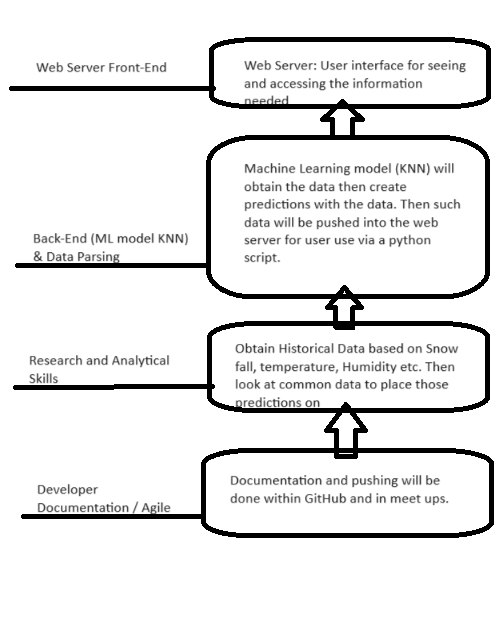 Web Server Front-End
Web Server: User interface for seeing
and accessing the information
needed
Back-End (ML model KNN)
& Data Parsing
Machine Learning model (KNN) will
obtain the data then create
predictions with the data. Then such
data will be pushed into the web
server for user use via a python
script.
Research and Analytical
Skills
Obtain Historical Data based on Snow
fall, temperature, Humidity etc. Then
look at common data to place those
predictions on
Developer
Documentation / Agile
Documentation and pushing will be
done within GitHub and in meet ups.